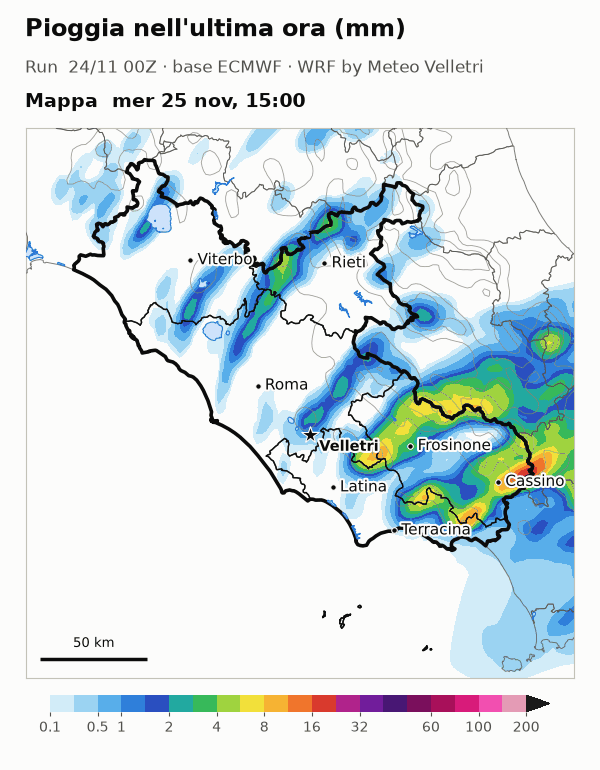 Pioggia nell'ultima ora (mm)
Run  24/11 00Z · base ECMWF · WRF by Meteo Velletri
Mappa  mer 25 nov, 15:00
Viterbo
Rieti
Roma
Velletri
Frosinone
Cassino
Latina
Terracina
50 km
0.1 0.5 1 2 4 8 16 32 60 100 200